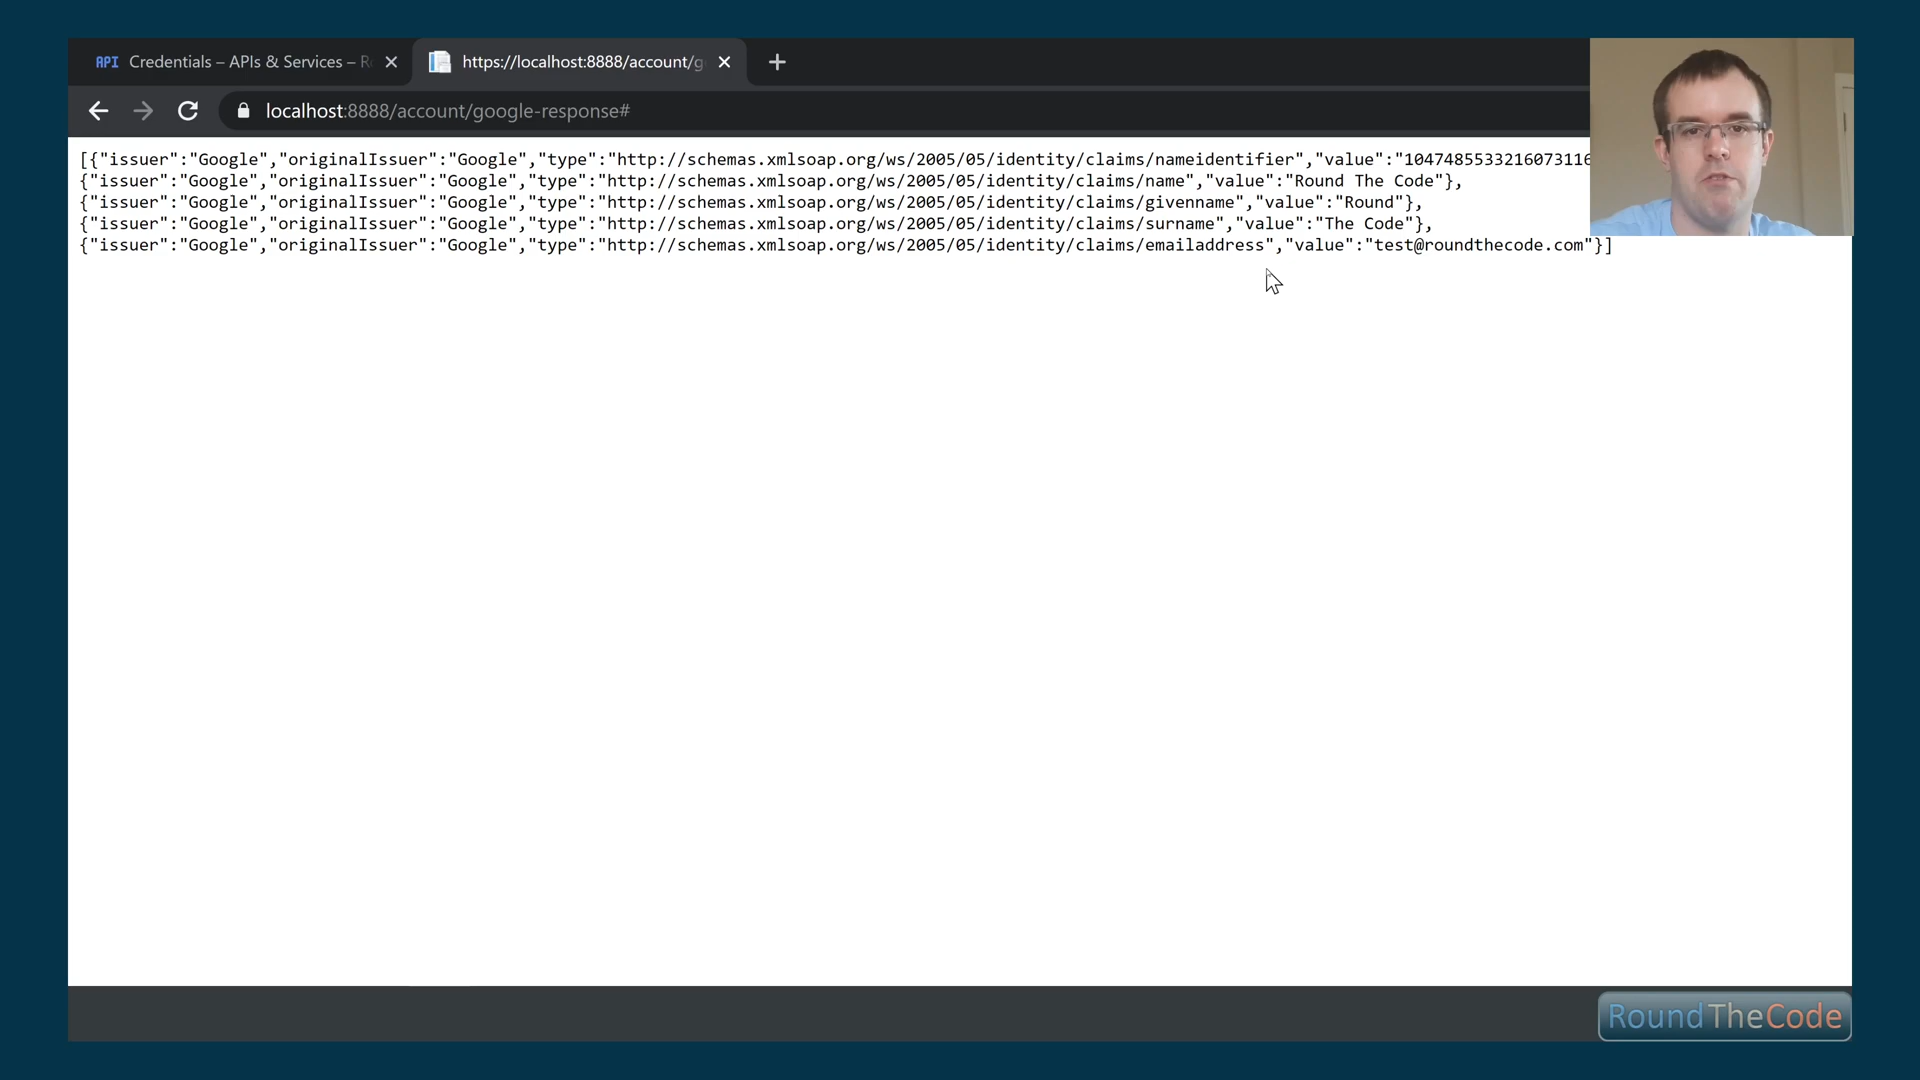 API Credentials – APIs & Services – R
https://localhost:8888/account/g
localhost:8888/account/google-response#
[{"issuer":"Google","originalIssuer":"Google","type":"http://schemas.xmlsoap.org/ws/2005/05/identity/claims/nameidentifier","value":"1047485533216073116
{"issuer":"Google","originalIssuer":"Google","type":"http://schemas.xmlsoap.org/ws/2005/05/identity/claims/name","value":"Round The Code"},
{"issuer":"Google","originalIssuer":"Google","type":"http://schemas.xmlsoap.org/ws/2005/05/identity/claims/givenname","value":"Round"},
{"issuer":"Google","originalIssuer":"Google","type":"http://schemas.xmlsoap.org/ws/2005/05/identity/claims/surname","value":"The Code"},
{"issuer":"Google","originalIssuer":"Google","type":"http://schemas.xmlsoap.org/ws/2005/05/identity/claims/emailaddress","value":"test@roundthecode.com"}]
RoundTheCode